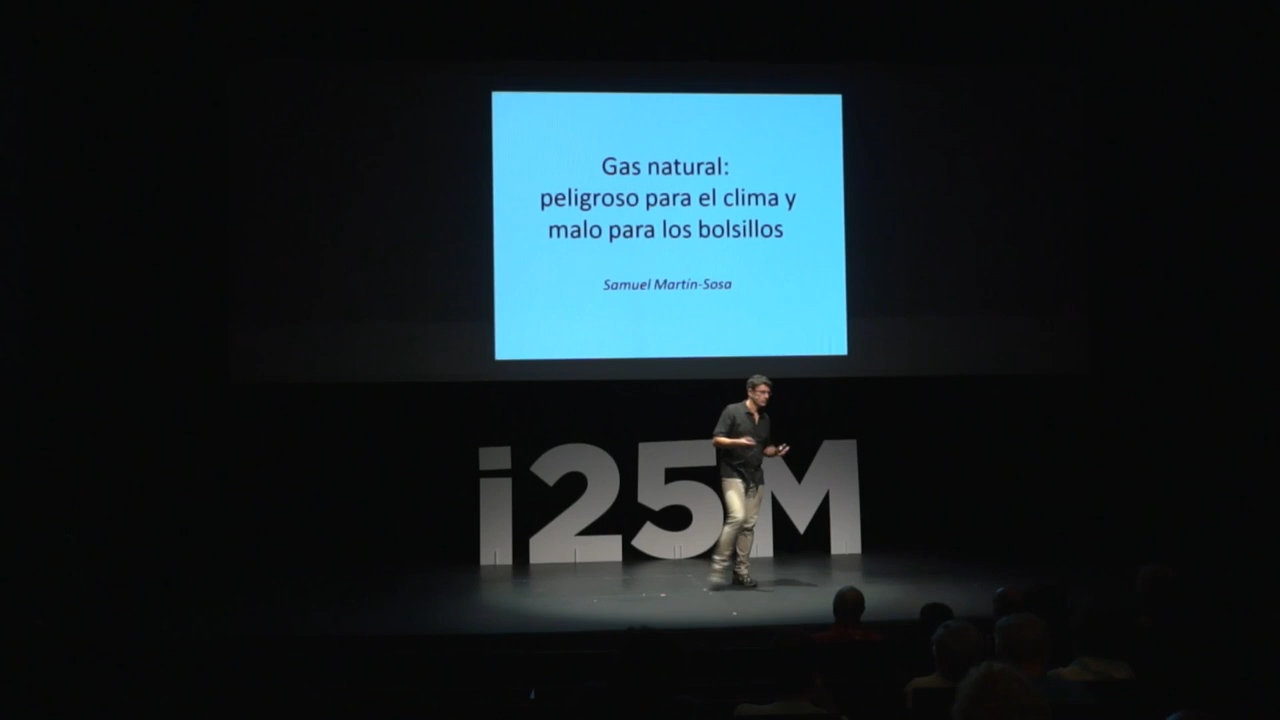 Gas natural:
peligroso para el clima y
malo para los bolsillos
Samuel Martín-Sosa
i25M